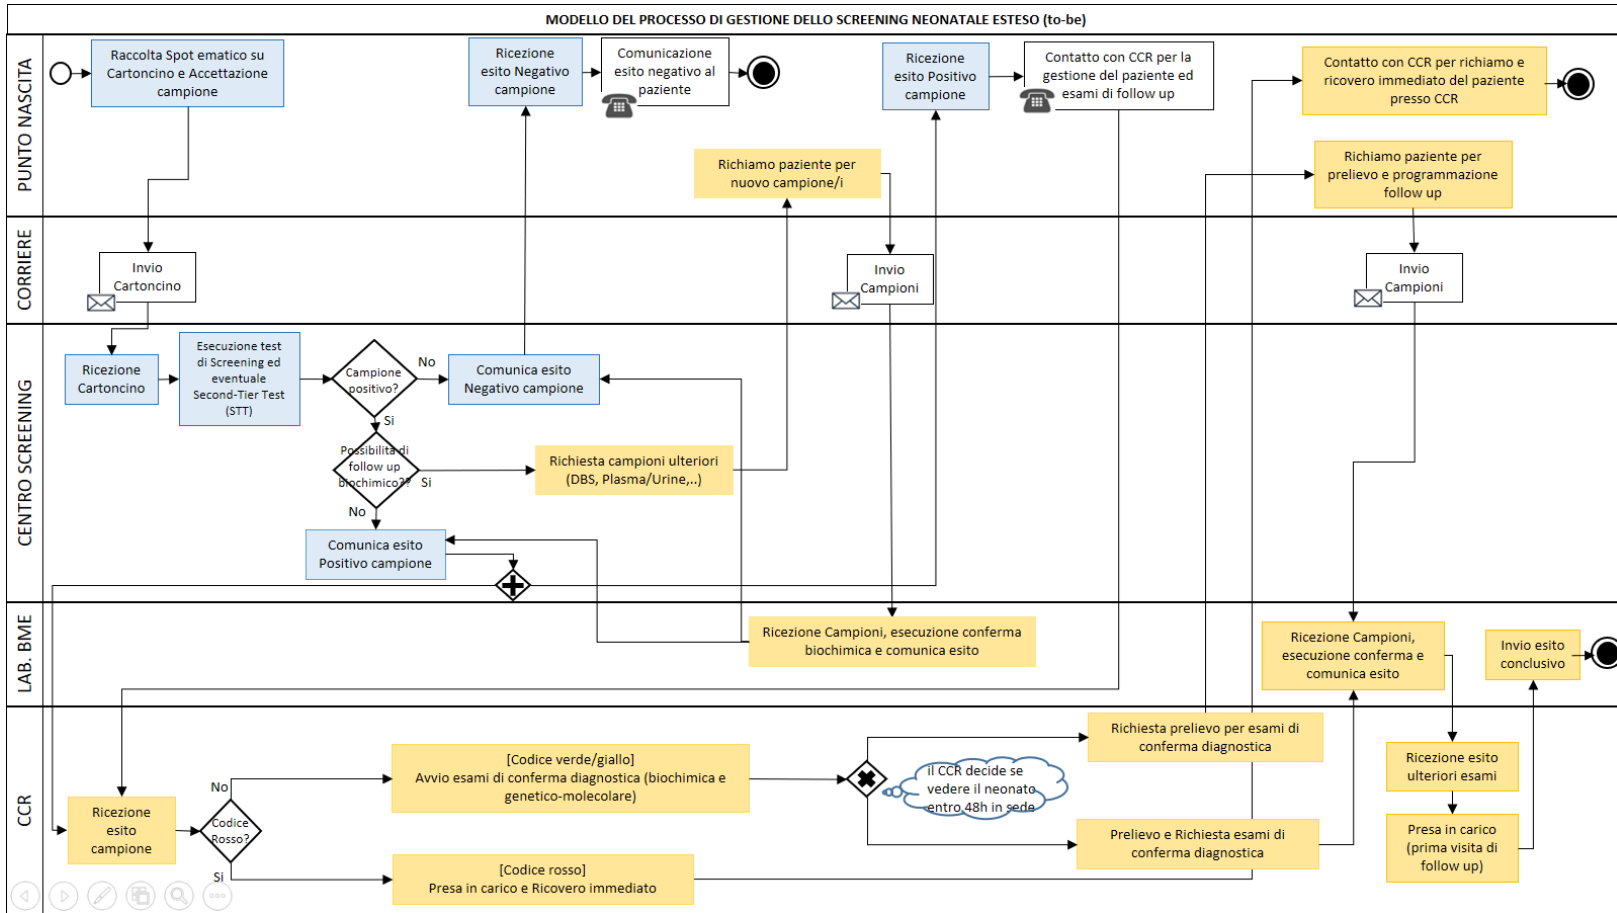 MODELLO DEL PROCESSO DI GESTIONE DELLO SCREENING NEONATALE ESTESO (to-be)
PUNTO NASCITA
Raccolta Spot ematico su
Cartoncino e Accettazione
campione
Ricezione
esito Negativo
campione
Comunicazione
esito negativo al
paziente
Ricezione
esito Positivo
campione
Contatto con CCR per la
gestione del paziente ed
esami di follow up
Contatto con CCR per richiamo e
ricovero immediato del paziente
presso CCR
Richiamo paziente per
nuovo campione/i
Richiamo paziente per
prelievo e programmazione
follow up
CORRIERE
Invio
Cartoncino
Invio
Campioni
Invio
Campioni
CENTRO SCREENING
Ricezione
Cartoncino
Esecuzione test
di Screening ed
eventuale
Second-Tier Test
(STT)
Campione
positivo?
No
Si
Comunica esito
Negativo campione
Possibilità di
follow up
biochimico??
Si
No
Richiesta campioni ulteriori
(DBS, Plasma/Urine,..)
Comunica esito
Positivo campione
LAB. BME
Ricezione Campioni, esecuzione conferma
biochimica e comunica esito
Ricezione Campioni,
esecuzione conferma e
comunica esito
Invio esito
conclusivo
CCR
Ricezione
esito
campione
Codice
Rosso?
No
Si
[Codice verde/giallo]
Avvio esami di conferma diagnostica (biochimica e
genetico-molecolare)
[Codice rosso]
Presa in carico e Ricovero immediato
il CCR decide se
vedere il neonato
entro 48h in sede
Richiesta prelievo per esami di
conferma diagnostica
Prelievo e Richiesta esami di
conferma diagnostica
Ricezione esito
ulteriori esami
Presa in carico
(prima visita di
follow up)